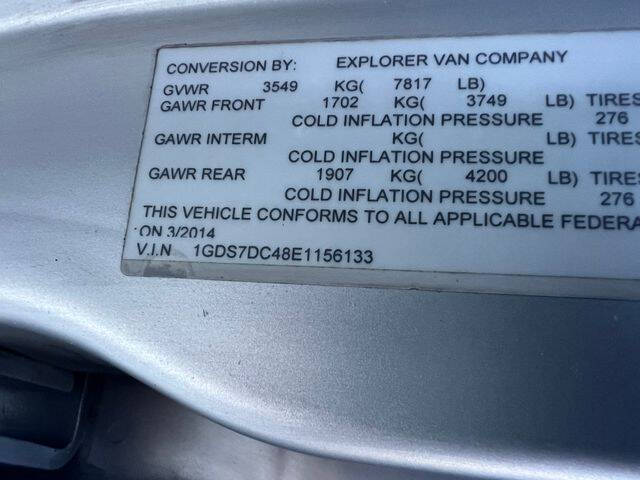 CONVERSION BY: EXPLORER VAN COMPANY
GVWR 3549 KG( 7817 LB)
GAWR FRONT 1702 KG( 3749 LB) TIRES
COLD INFLATION PRESSURE 276
GAWR INTERM KG( LB) TIRES
COLD INFLATION PRESSURE
GAWR REAR 1907 KG( 4200 LB) TIRES
COLD INFLATION PRESSURE 276
THIS VEHICLE CONFORMS TO ALL APPLICABLE FEDERA
ON 3/2014
V.I.N 1GDS7DC48E1156133